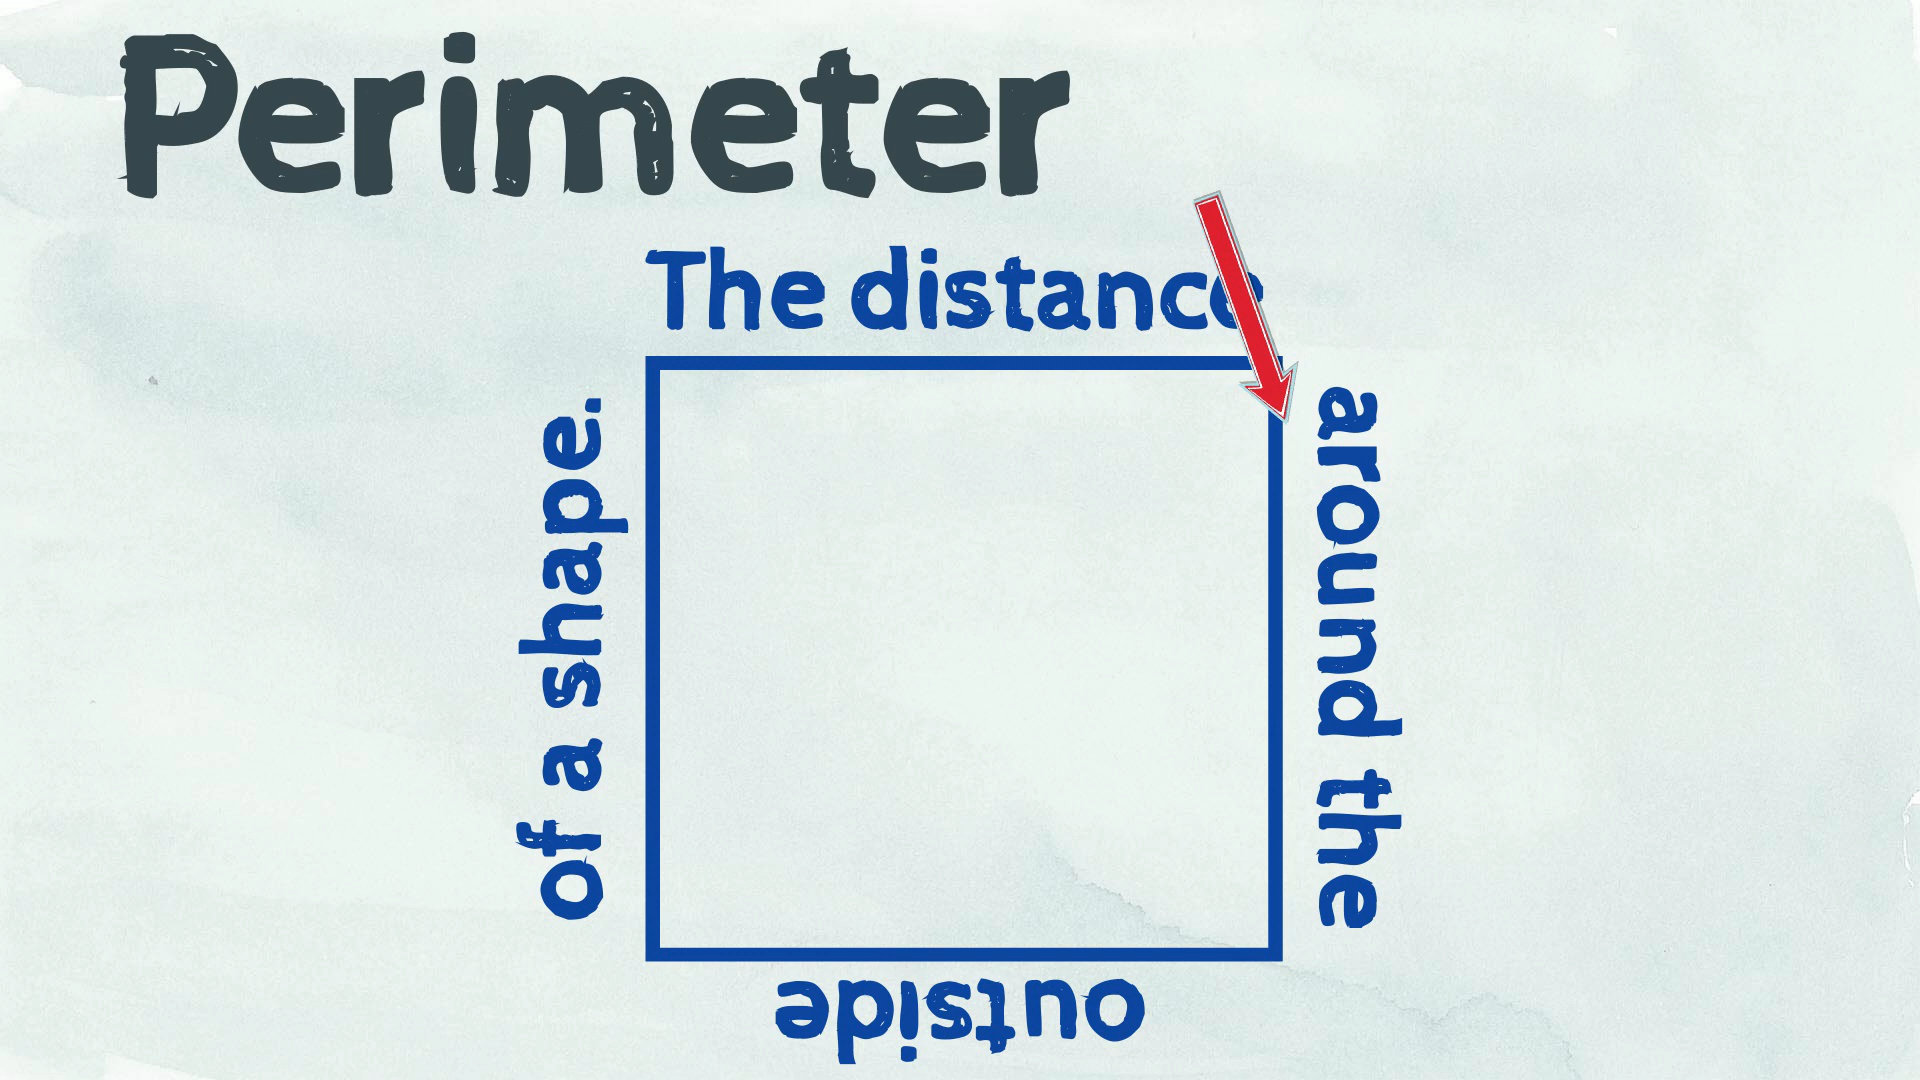 Perimeter
The distance
around the
outside
of a shape.